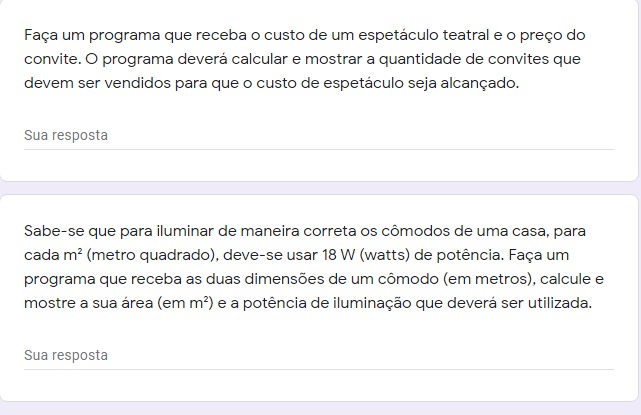 Faça um programa que receba o custo de um espetáculo teatral e o preço do
convite. O programa deverá calcular e mostrar a quantidade de convites que
devem ser vendidos para que o custo de espetáculo seja alcançado.
Sua resposta
Sabe-se que para iluminar de maneira correta os cômodos de uma casa, para
cada m² (metro quadrado), deve-se usar 18 W (watts) de potência. Faça um
programa que receba as duas dimensões de um cômodo (em metros), calcule e
mostre a sua área (em m²) e a potência de iluminação que deverá ser utilizada.
Sua resposta